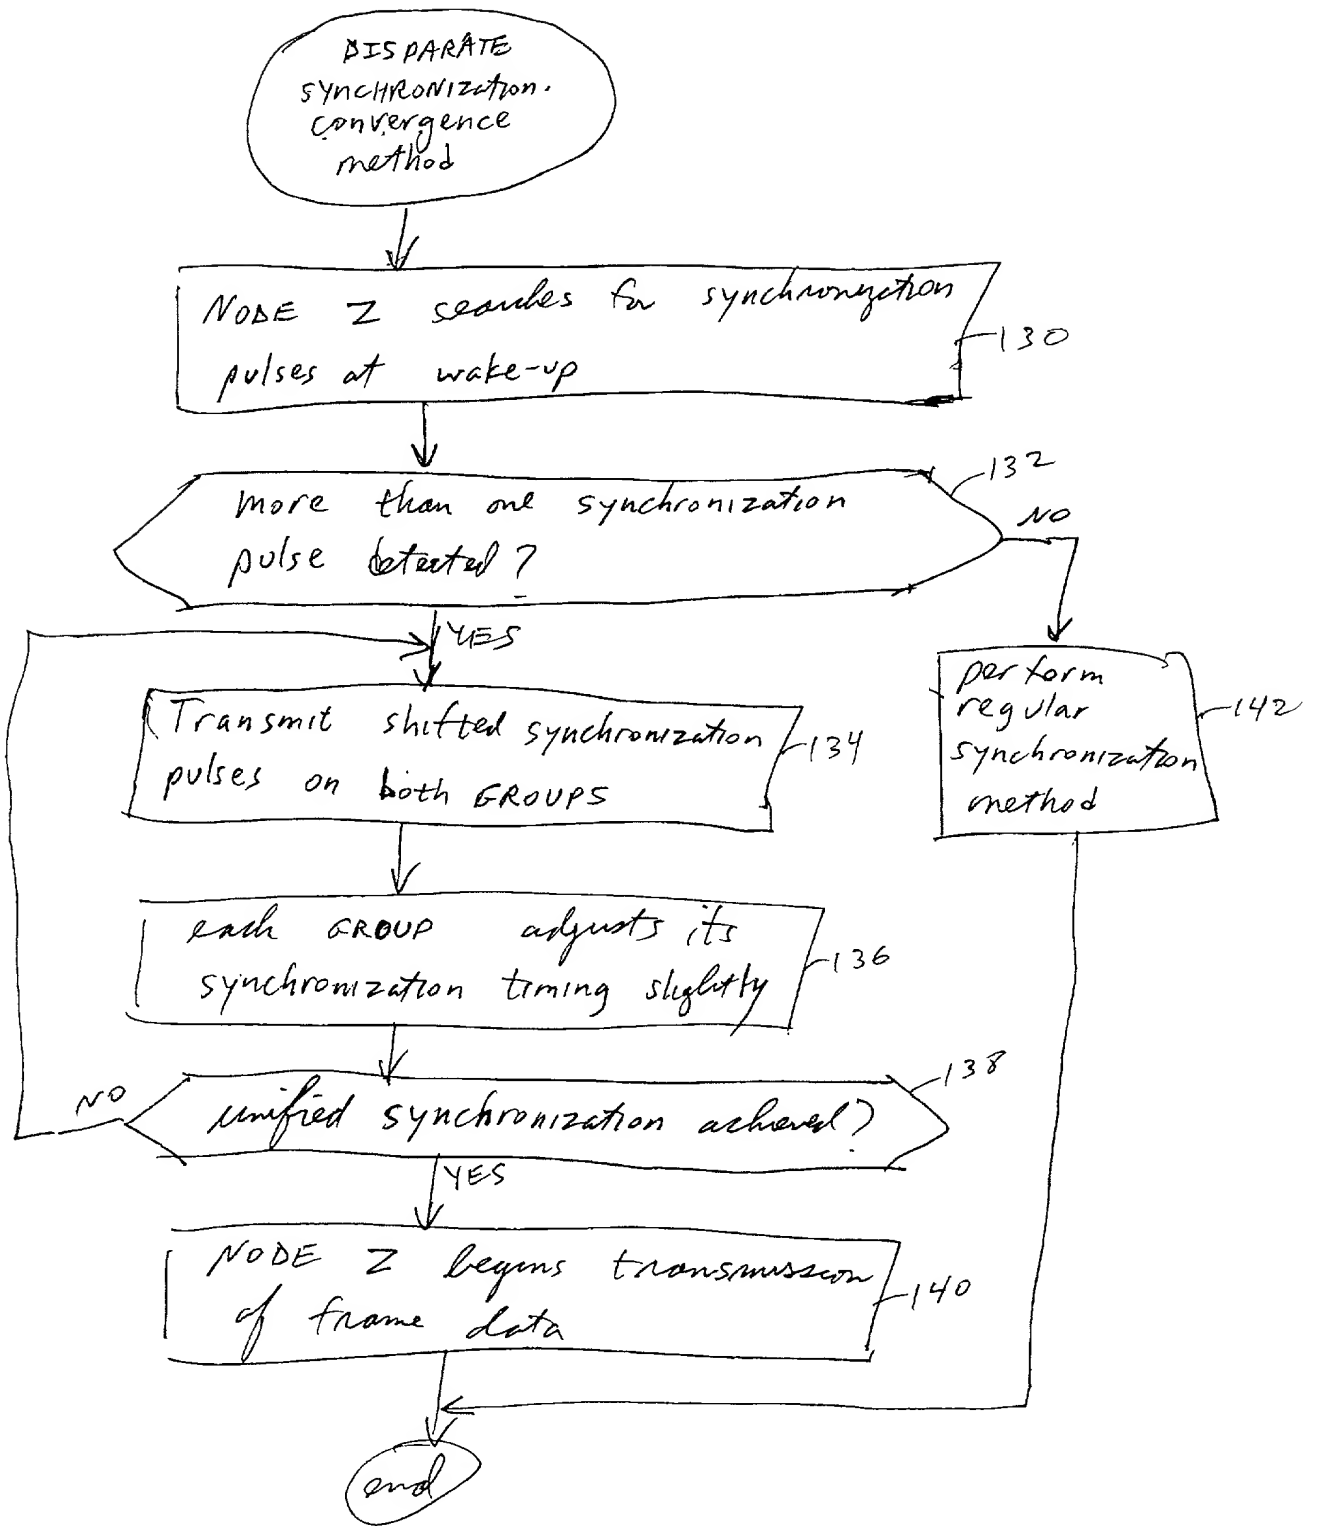 DISPARATE
SYNCHRONIZATION.
convergence
method
NODE Z searches for synchronization
pulses at wake-up
130
132
more than one synchronization
pulse detected?
NO
YES
Transmit shifted synchronization
pulses on both GROUPS
134
perform
regular
synchronization
method
142
each GROUP adjusts its
synchronization timing slightly
136
138
NO
unified synchronization achieved?
YES
NODE Z begins transmission
of frame data
140
end